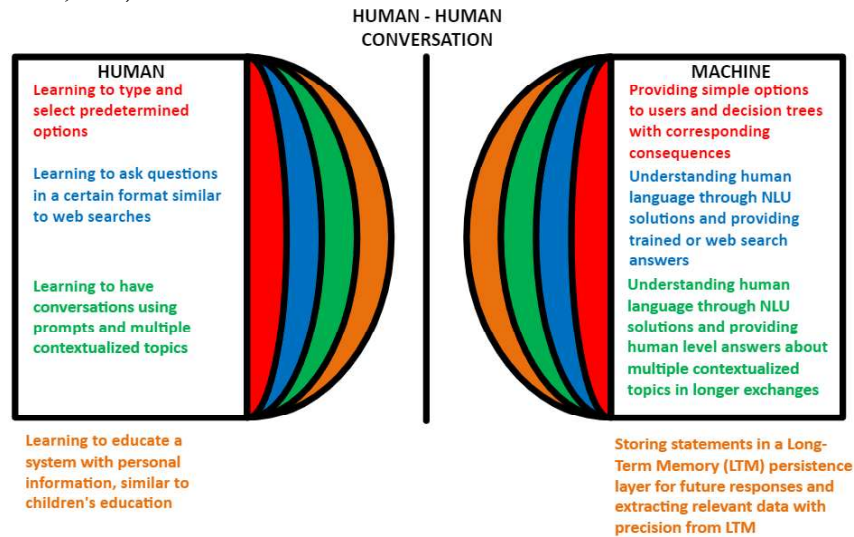 HUMAN - HUMAN
CONVERSATION
HUMAN
Learning to type and
select predetermined
options
Learning to ask questions
in a certain format similar
to web searches
Learning to have
conversations using
prompts and multiple
contextualized topics
Learning to educate a
system with personal
information, similar to
children's education
MACHINE
Providing simple options
to users and decision trees
with corresponding
consequences
Understanding human
language through NLU
solutions and providing
trained or web search
answers
Understanding human
language through NLU
solutions and providing
human level answers about
multiple contextualized
topics in longer exchanges
Storing statements in a Long-
Term Memory (LTM) persistence
layer for future responses and
extracting relevant data with
precision from LTM